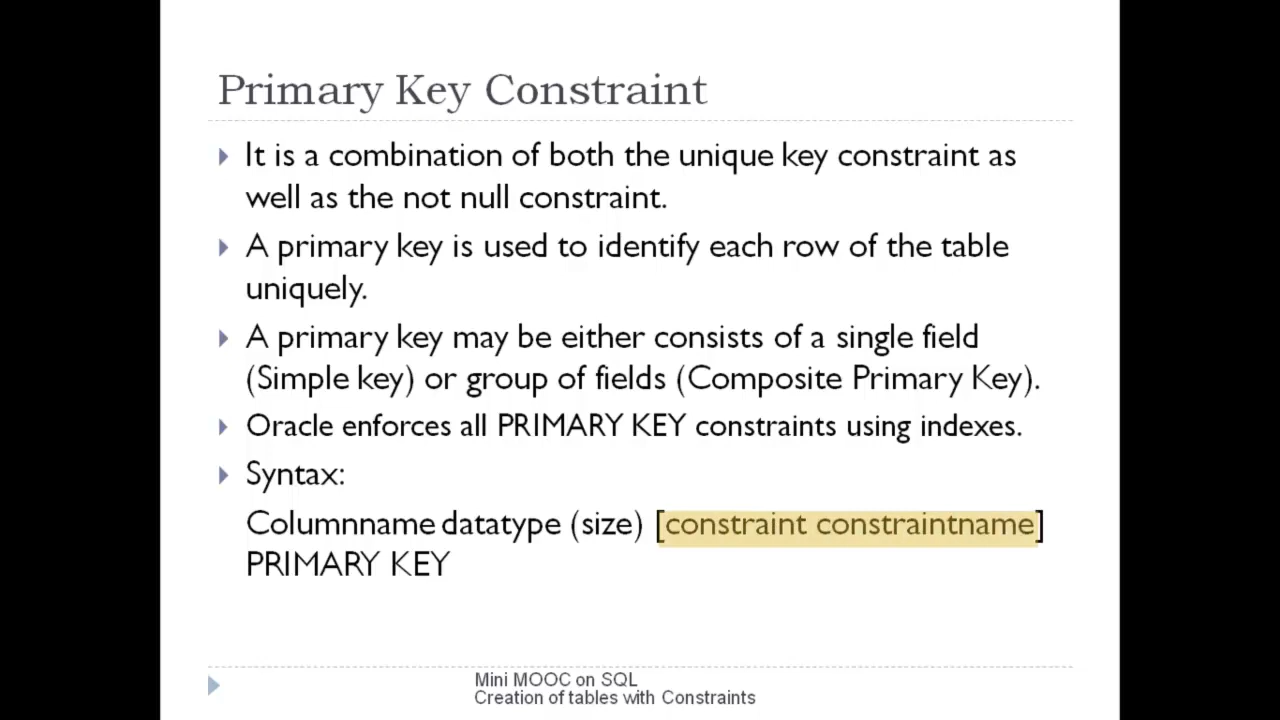 Primary Key Constraint
It is a combination of both the unique key constraint as
well as the not null constraint.
A primary key is used to identify each row of the table
uniquely.
A primary key may be either consists of a single field
(Simple key) or group of fields (Composite Primary Key).
Oracle enforces all PRIMARY KEY constraints using indexes.
Syntax:
Columnname datatype (size) [constraint constraintname]
PRIMARY KEY
Mini MOOC on SQL
Creation of tables with Constraints